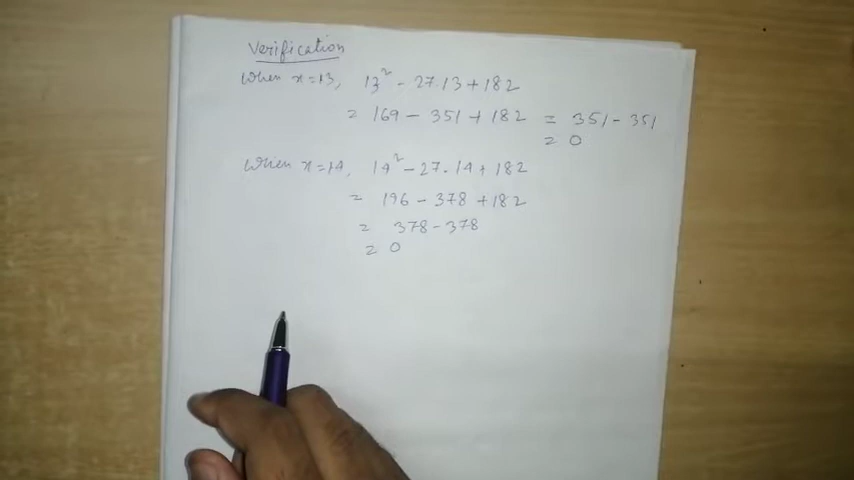 Verification
When x=13, 13² - 27.13 + 182
= 169 - 351 + 182 = 351 - 351
= 0
When x=14, 14² - 27.14 + 182
= 196 - 378 + 182
= 378 - 378
= 0